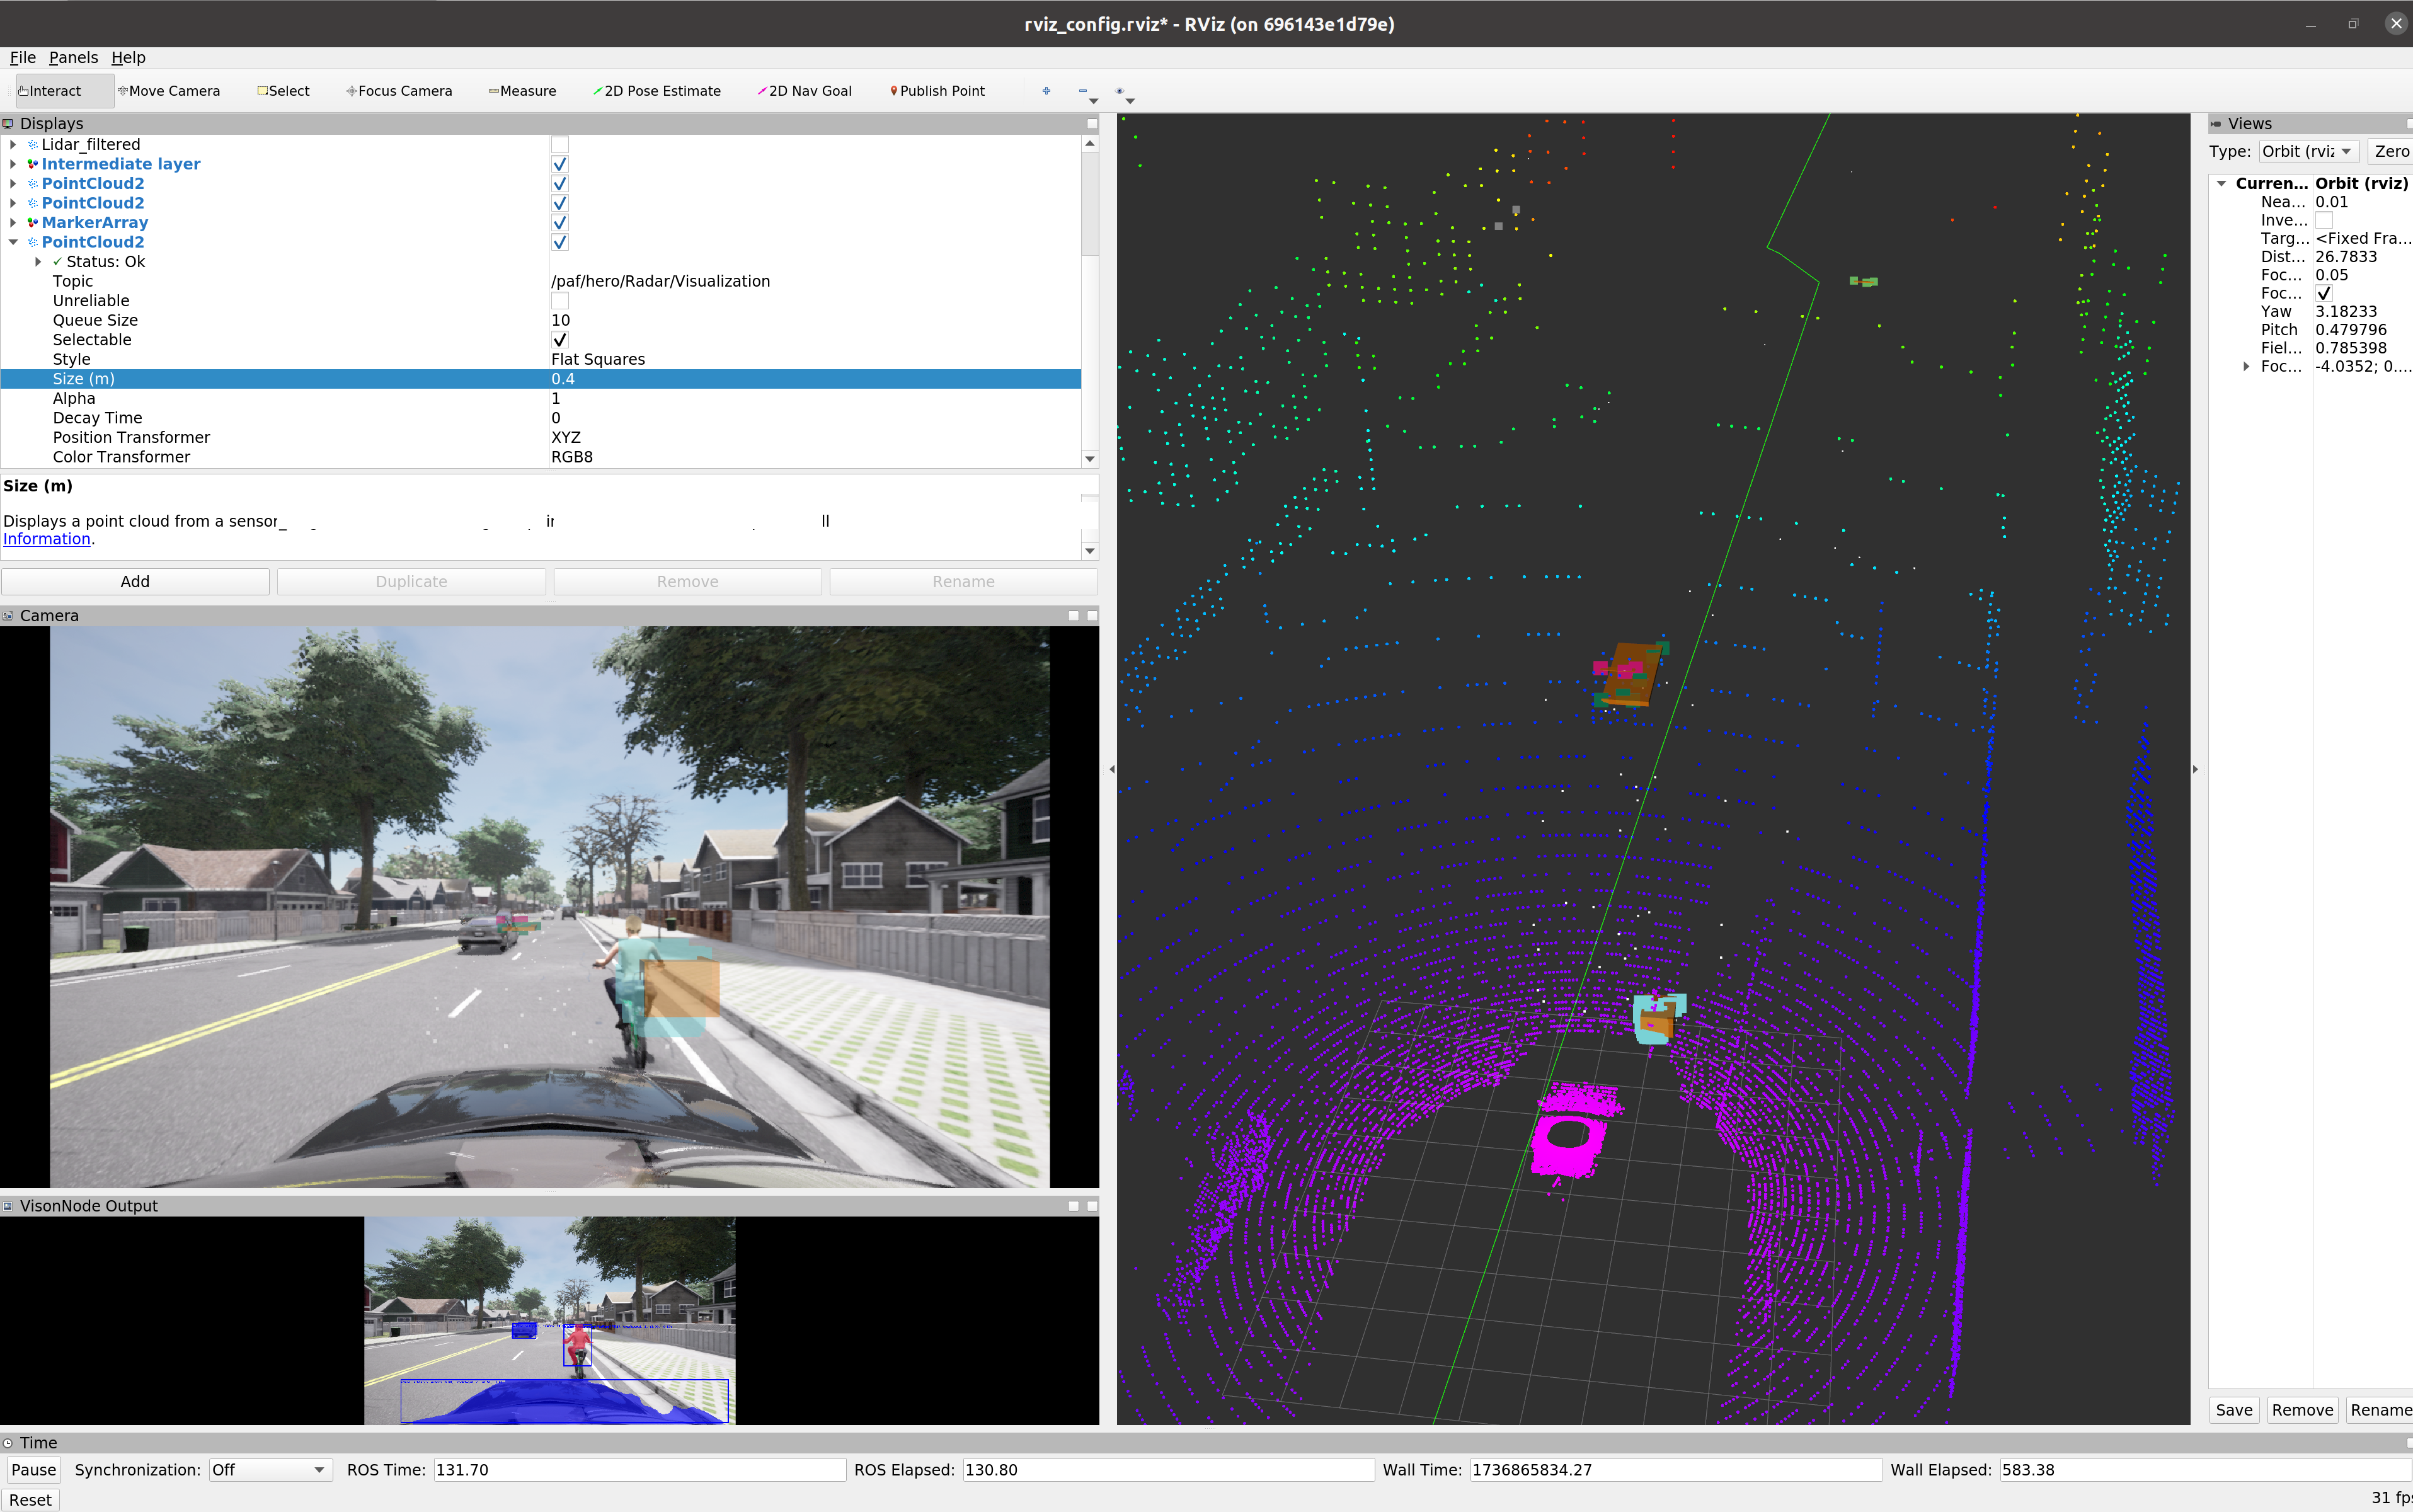 rviz_config.rviz* - RViz (on 696143e1d79e)
File Panels Help
Interact Move Camera Select Focus Camera Measure 2D Pose Estimate 2D Nav Goal Publish Point
Displays
Lidar_filtered
Intermediate layer
PointCloud2
PointCloud2
MarkerArray
PointCloud2
Status: Ok
Topic /paf/hero/Radar/Visualization
Unreliable
Queue Size 10
Selectable
Style Flat Squares
Size (m) 0.4
Alpha 1
Decay Time 0
Position Transformer XYZ
Color Transformer RGB8
Size (m)
Displays a point cloud from a sensor_
Information.
Add Duplicate Remove Rename
Camera
VisonNode Output
Views
Type: Orbit (rviz Zero
Curren... Orbit (rviz)
Nea... 0.01
Inve...
Targ... <Fixed Fra...
Dist... 26.7833
Foc... 0.05
Foc...
Yaw 3.18233
Pitch 0.479796
Fiel... 0.785398
Foc... -4.0352; 0....
Save Remove Rename
Time
Pause Synchronization: Off ROS Time: 131.70 ROS Elapsed: 130.80 Wall Time: 1736865834.27 Wall Elapsed: 583.38
Reset
31 fps